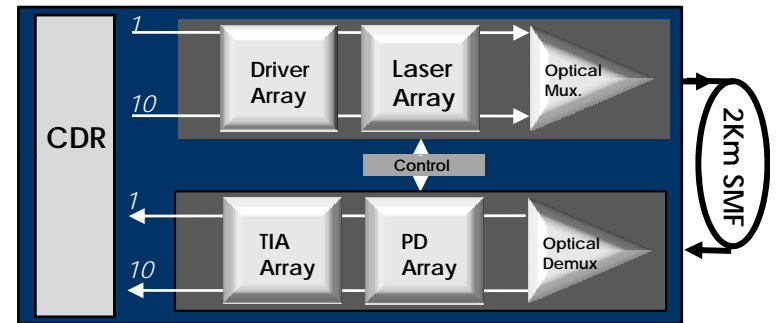 CDR
1
10
Driver
Array
Laser
Array
Optical
Mux.
Control
1
10
TIA
Array
PD
Array
Optical
Demux
2Km SMF